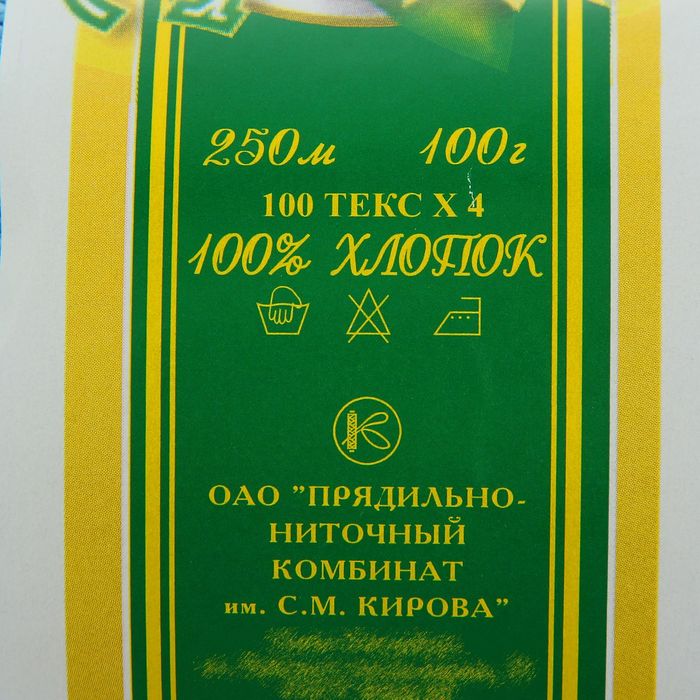 250м 100г
100 ТЕКС Х 4
100% ХЛОПОК
ОАО "ПРЯДИЛЬНО-
НИТОЧНЫЙ
КОМБИНАТ
им. С.М. КИРОВА"